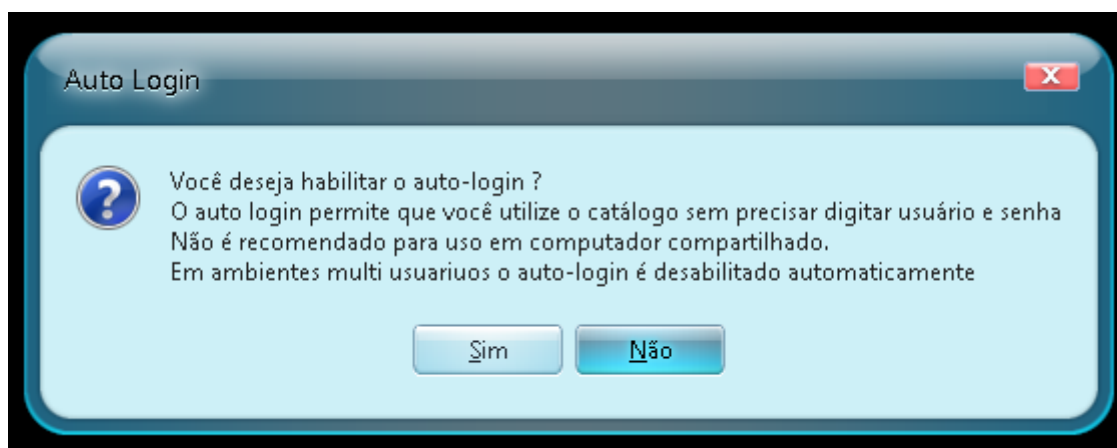 Auto Login
X
Você deseja habilitar o auto-login ?
O auto login permite que você utilize o catálogo sem precisar digitar usuário e senha
Não é recomendado para uso em computador compartilhado.
Em ambientes multi usuariuos o auto-login é desabilitado automaticamente
Sim
Não